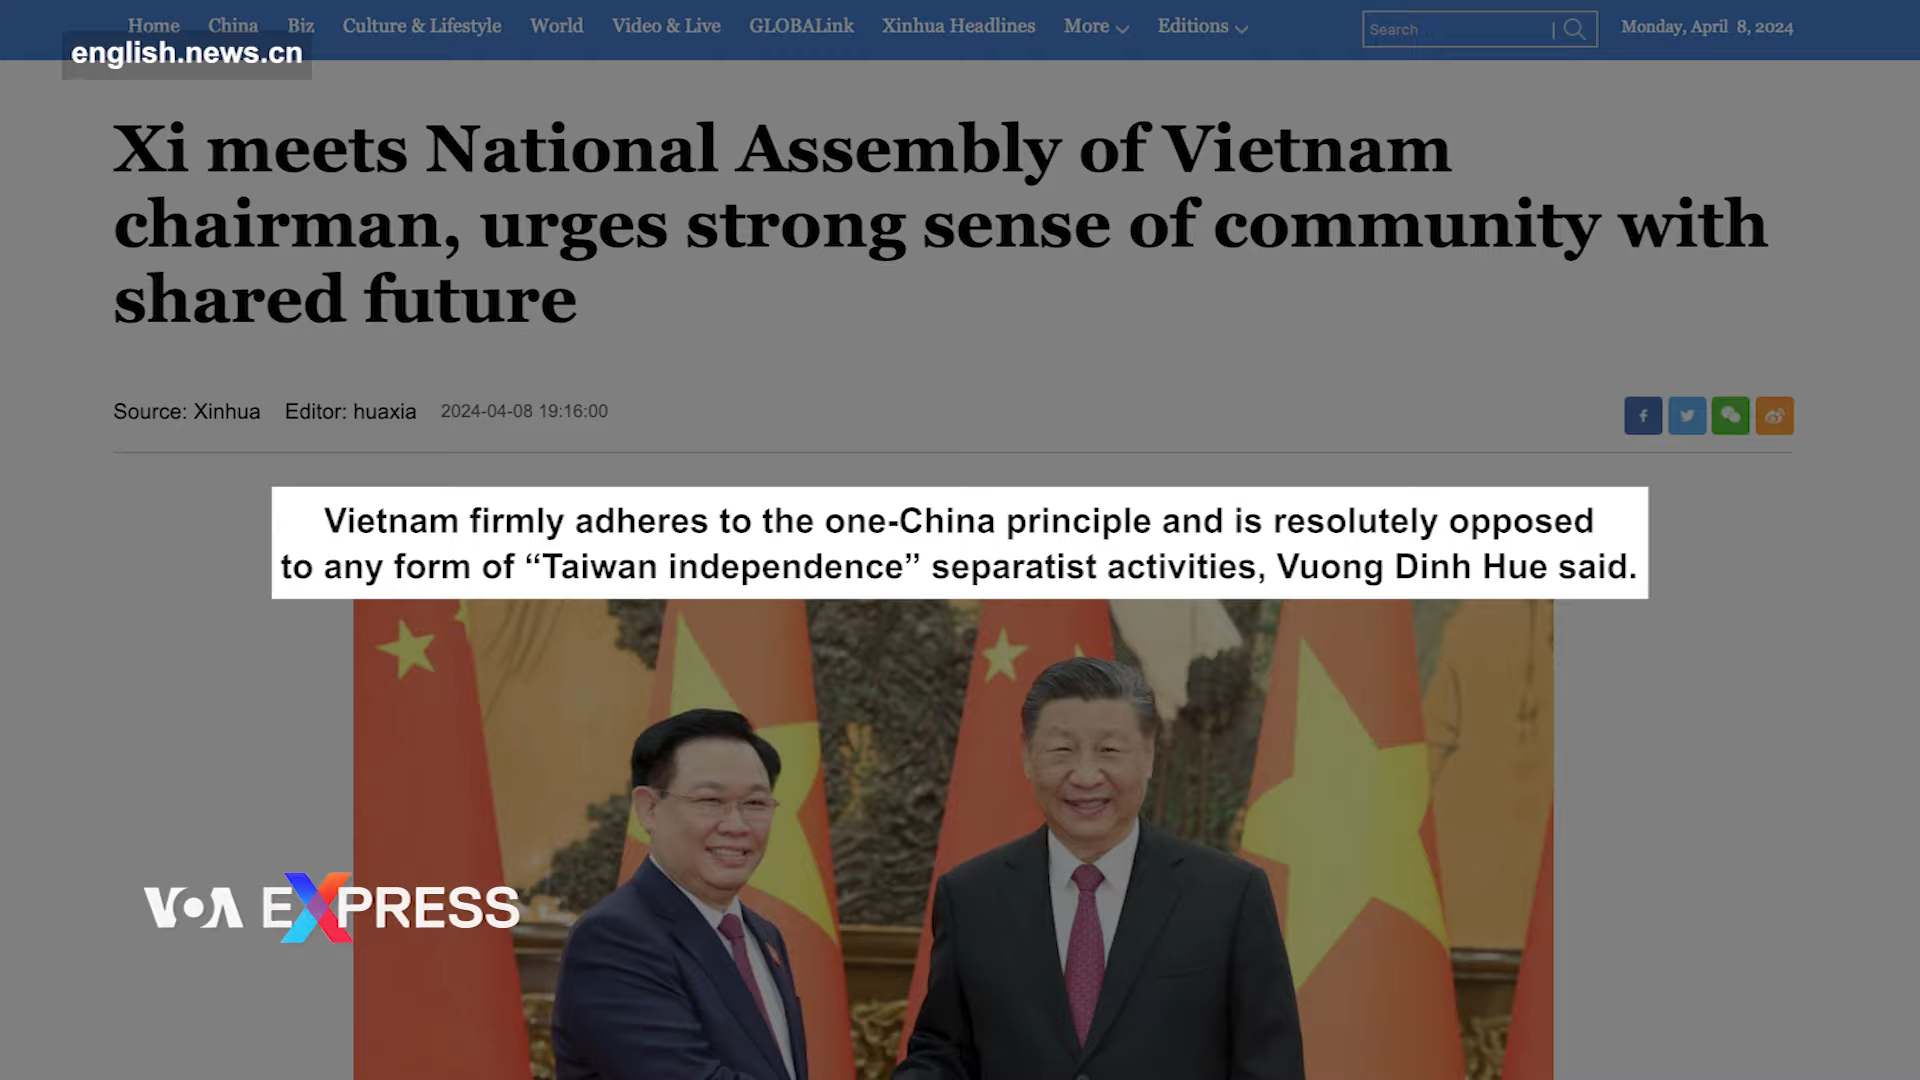 Home China Biz Culture & Lifestyle World Video & Live GLOBALink Xinhua Headlines More Editions Search Monday, April 8, 2024
english.news.cn
Xi meets National Assembly of Vietnam
chairman, urges strong sense of community with
shared future
Source: Xinhua Editor: huaxia 2024-04-08 19:16:00
Vietnam firmly adheres to the one-China principle and is resolutely opposed
to any form of “Taiwan independence” separatist activities, Vuong Dinh Hue said.
VOA EXPRESS